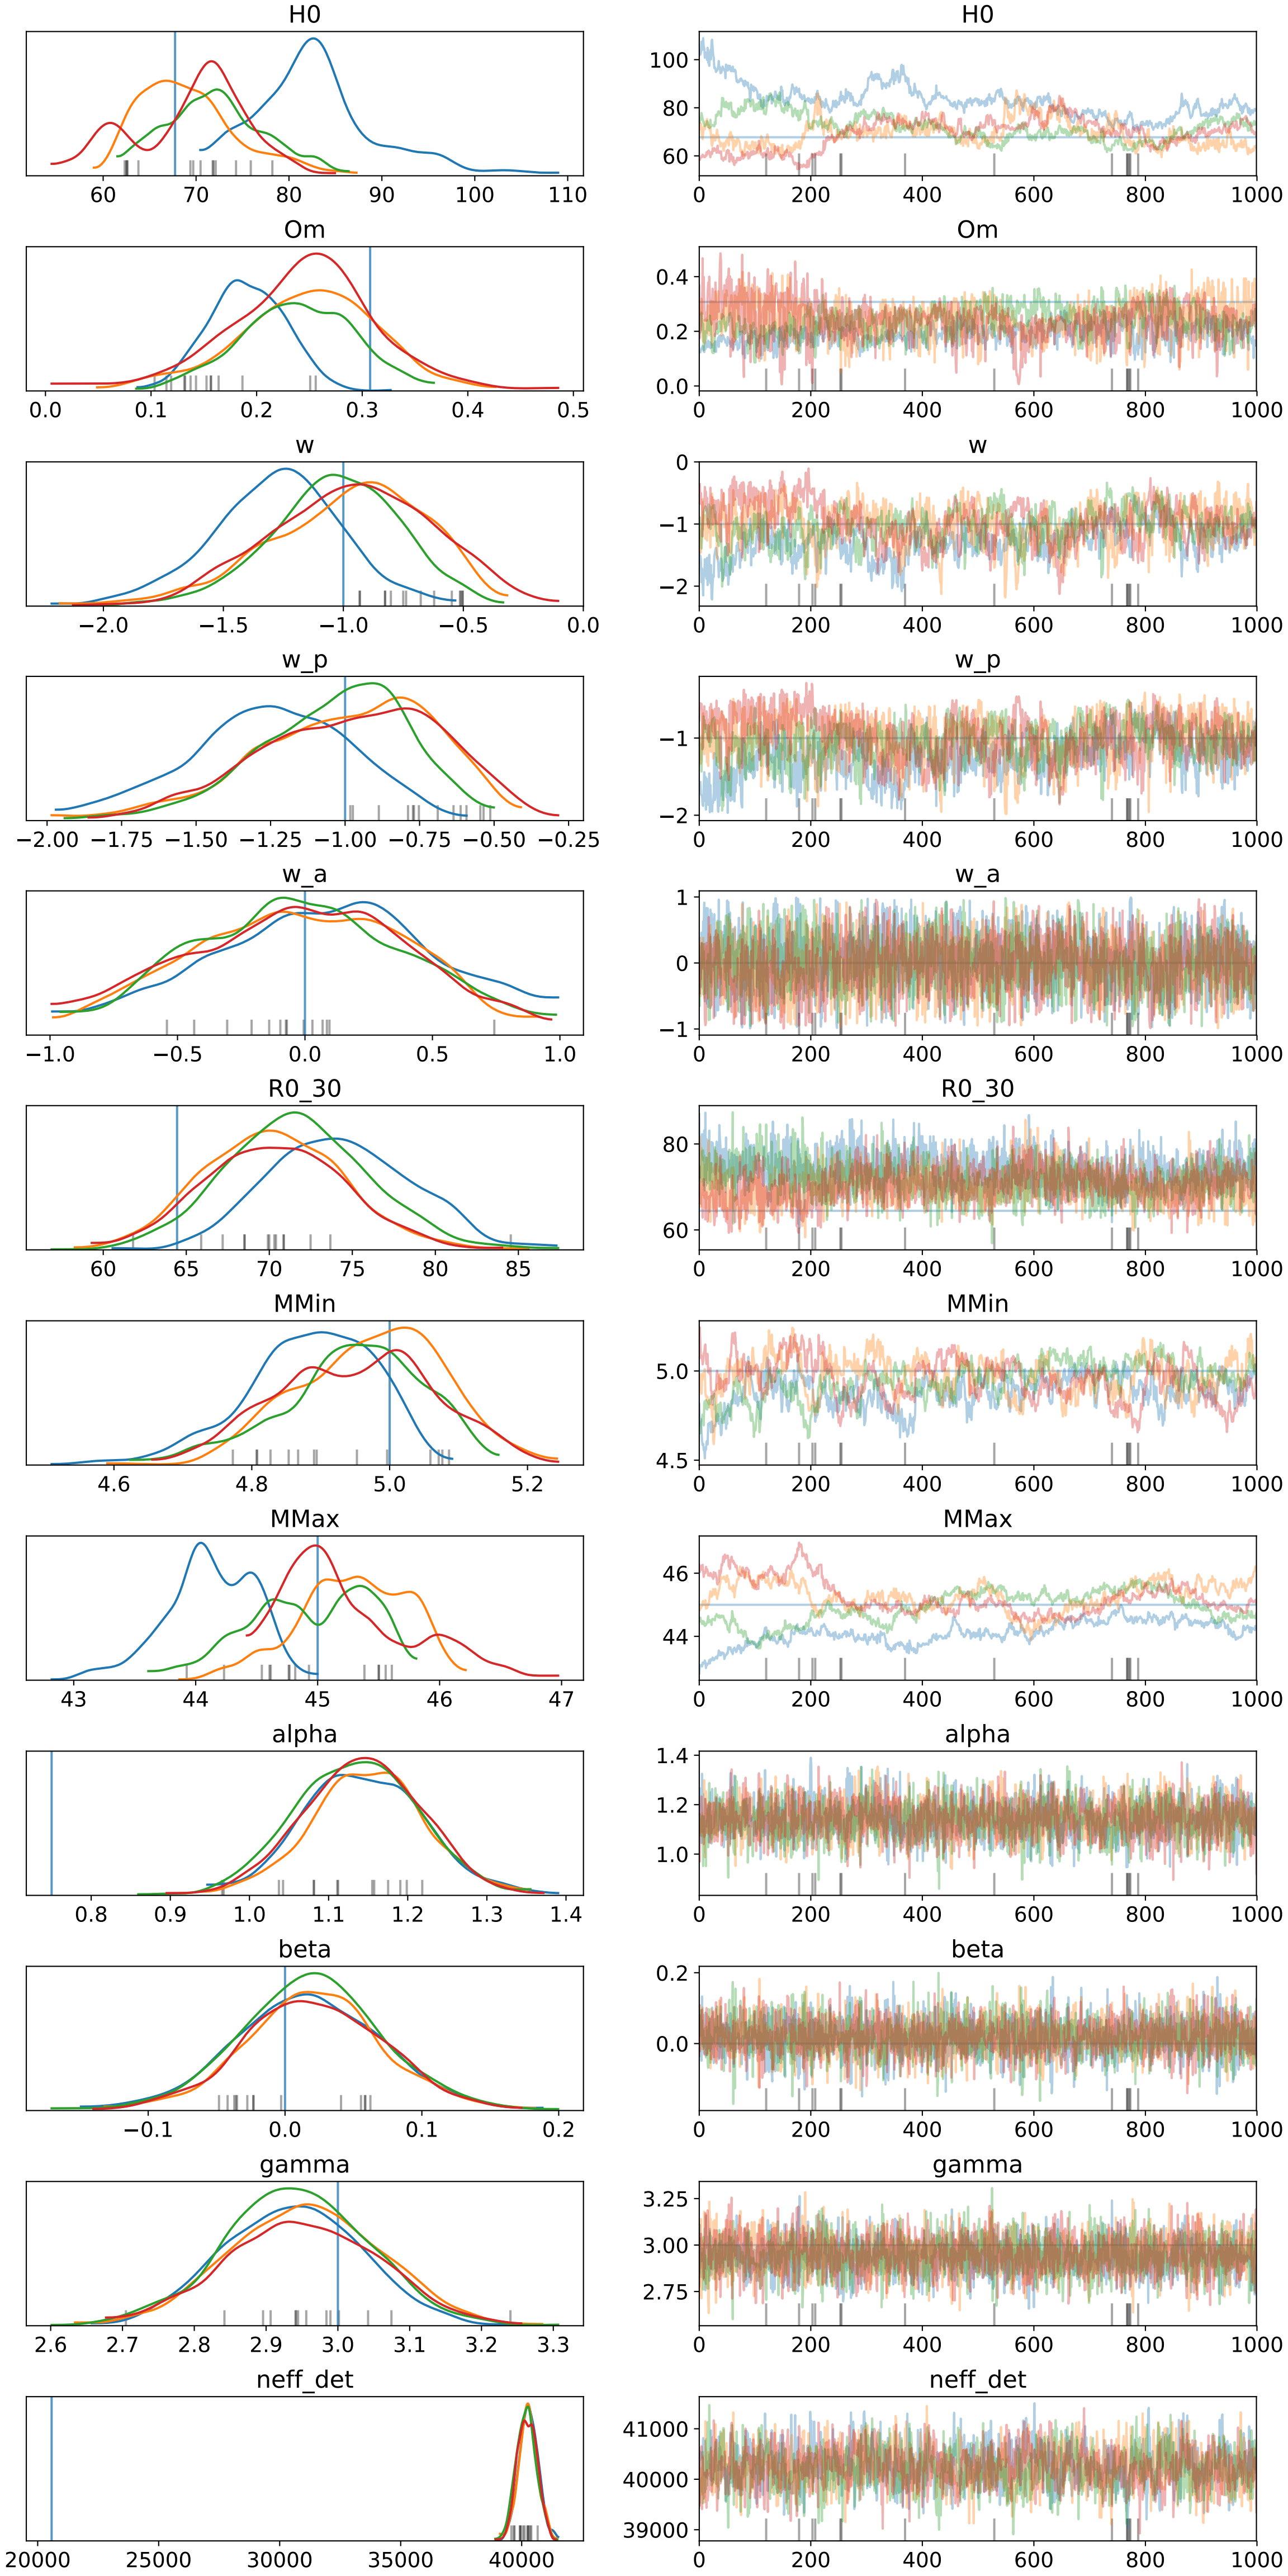 H0 H0
100
80
60
60 70 80 90 100 110 0 200 400 600 800 1000
Om Om
0.4
0.2
0.0
0.0 0.1 0.2 0.3 0.4 0.5 0 200 400 600 800 1000
w w
0
−1
−2
−2.0 −1.5 −1.0 −0.5 0.0 0 200 400 600 800 1000
w_p w_p
−1
−2
−2.00 −1.75 −1.50 −1.25 −1.00 −0.75 −0.50 −0.25 0 200 400 600 800 1000
w_a w_a
1
0
−1
−1.0 −0.5 0.0 0.5 1.0 0 200 400 600 800 1000
R0_30 R0_30
80
60
60 65 70 75 80 85 0 200 400 600 800 1000
MMin MMin
5.0
4.5
4.6 4.8 5.0 5.2 0 200 400 600 800 1000
MMax MMax
46
44
43 44 45 46 47 0 200 400 600 800 1000
alpha alpha
1.4
1.2
1.0
0.8 0.9 1.0 1.1 1.2 1.3 1.4 0 200 400 600 800 1000
beta beta
0.2
0.0
−0.1 0.0 0.1 0.2 0 200 400 600 800 1000
gamma gamma
3.25
3.00
2.75
2.6 2.7 2.8 2.9 3.0 3.1 3.2 3.3 0 200 400 600 800 1000
neff_det neff_det
41000
40000
39000
20000 25000 30000 35000 40000 0 200 400 600 800 1000